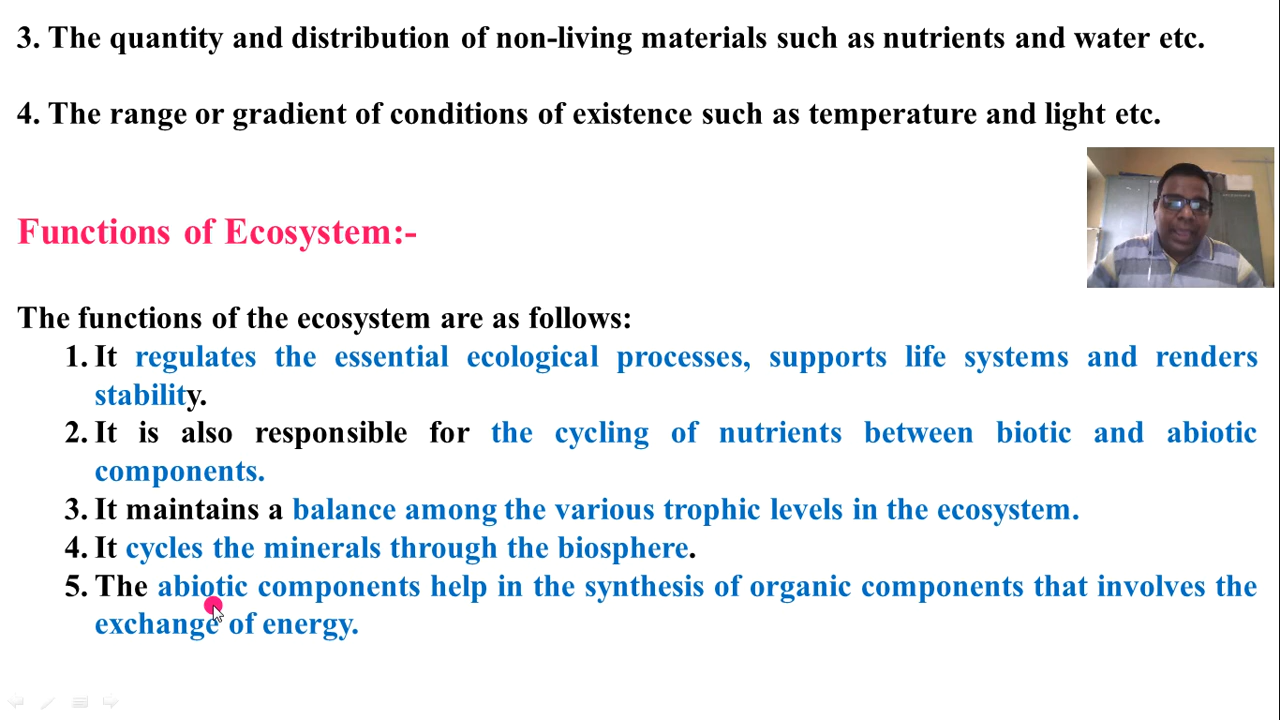 3. The quantity and distribution of non-living materials such as nutrients and water etc.
4. The range or gradient of conditions of existence such as temperature and light etc.
Functions of Ecosystem:-
The functions of the ecosystem are as follows:
1. It regulates the essential ecological processes, supports life systems and renders
stability.
2. It is also responsible for the cycling of nutrients between biotic and abiotic
components.
3. It maintains a balance among the various trophic levels in the ecosystem.
4. It cycles the minerals through the biosphere.
5. The abiotic components help in the synthesis of organic components that involves the
exchange of energy.